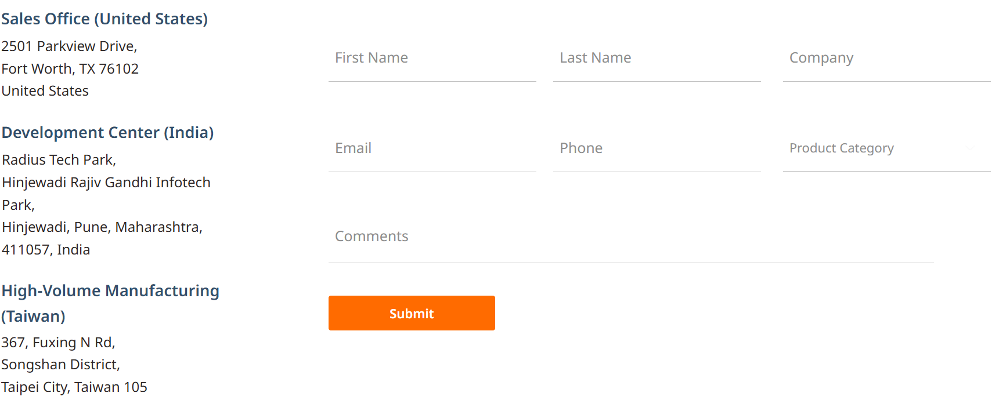 Sales Office (United States)
2501 Parkview Drive,
Fort Worth, TX 76102
United States
Development Center (India)
Radius Tech Park,
Hinjewadi Rajiv Gandhi Infotech
Park,
Hinjewadi, Pune, Maharashtra,
411057, India
High-Volume Manufacturing
(Taiwan)
367, Fuxing N Rd,
Songshan District,
Taipei City, Taiwan 105
First Name
Last Name
Company
Email
Phone
Product Category
Comments
Submit